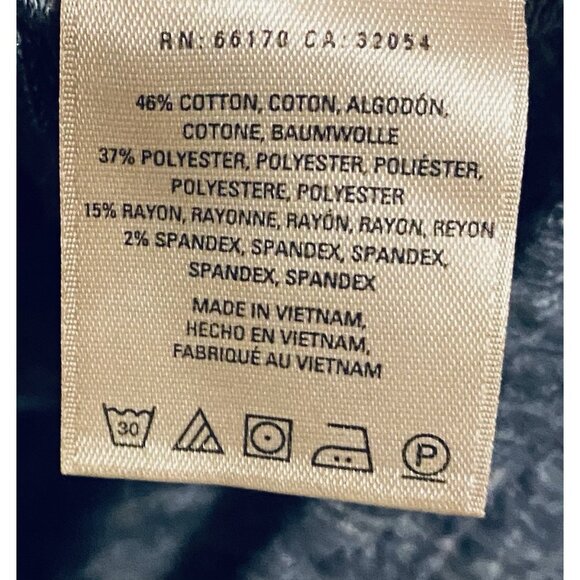 RN: 66170 CA: 32054
46% COTTON, COTON, ALGODÓN,
COTONE, BAUMWOLLE
37% POLYESTER, POLYESTER, POLIÉSTER,
POLYESTERE, POLYESTER
15% RAYON, RAYONNE, RAYÓN, RAYON, REYON
2% SPANDEX, SPANDEX, SPANDEX,
SPANDEX, SPANDEX
MADE IN VIETNAM,
HECHO EN VIETNAM,
FABRIQUÉ AU VIETNAM
30 P